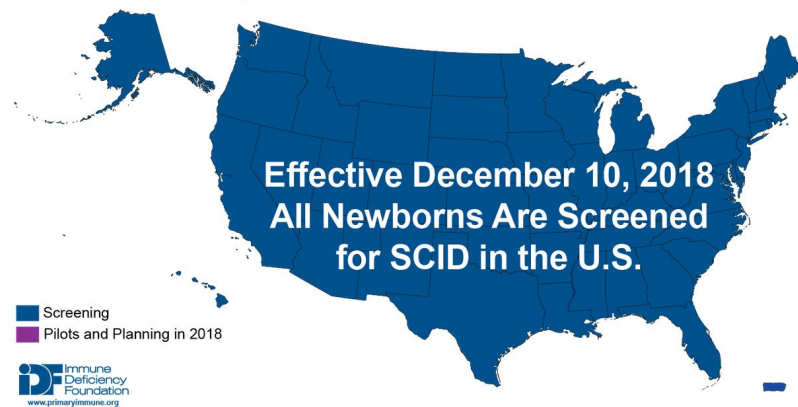 Effective December 10, 2018
All Newborns Are Screened
for SCID in the U.S.
Screening
Pilots and Planning in 2018
IDF Immune
Deficiency
Foundation
www.primaryimmune.org